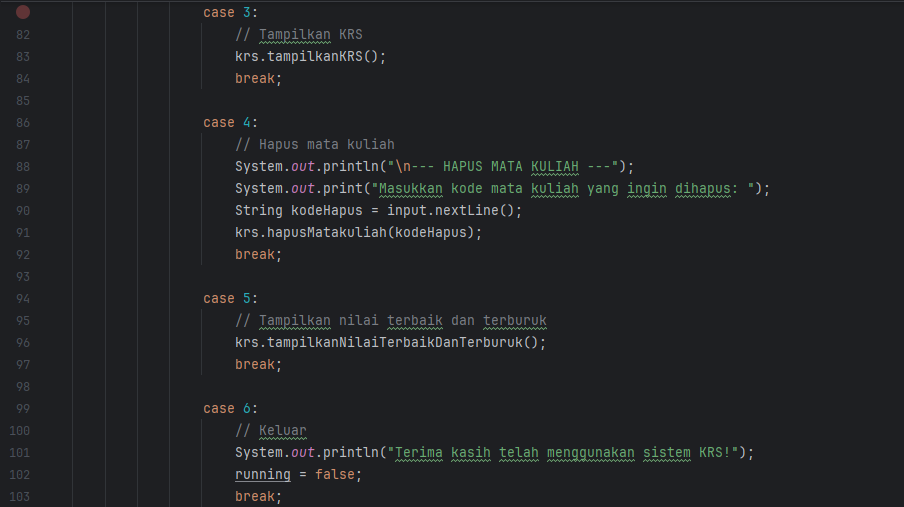 case 3:
82 // Tampilkan KRS
83 krs.tampilkanKRS();
84 break;
85
86 case 4:
87 // Hapus mata kuliah
88 System.out.println("\n--- HAPUS MATA KULIAH ---");
89 System.out.print("Masukkan kode mata kuliah yang ingin dihapus: ");
90 String kodeHapus = input.nextLine();
91 krs.hapusMatakuliah(kodeHapus);
92 break;
93
94 case 5:
95 // Tampilkan nilai terbaik dan terburuk
96 krs.tampilkanNilaiTerbaikDanTerburuk();
97 break;
98
99 case 6:
100 // Keluar
101 System.out.println("Terima kasih telah menggunakan sistem KRS!");
102 running = false;
103 break;